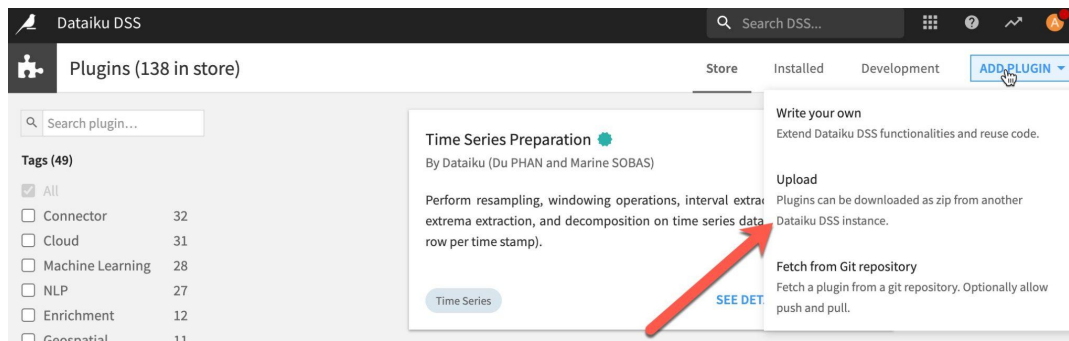 Dataiku DSS
Search DSS...
A
Plugins (138 in store)
Store
Installed
Development
ADD PLUGIN
Search plugin...
Tags (49)
All
Connector 32
Cloud 31
Machine Learning 28
NLP 27
Enrichment 12
Geospatial 11
Time Series Preparation
By Dataiku (Du PHAN and Marine SOBAS)
Perform resampling, windowing operations, interval extrac
extrema extraction, and decomposition on time series data
row per time stamp).
Time Series
SEE DET
Write your own
Extend Dataiku DSS functionalities and reuse code.
Upload
Plugins can be downloaded as zip from another
Dataiku DSS instance.
Fetch from Git repository
Fetch a plugin from a git repository. Optionally allow
push and pull.